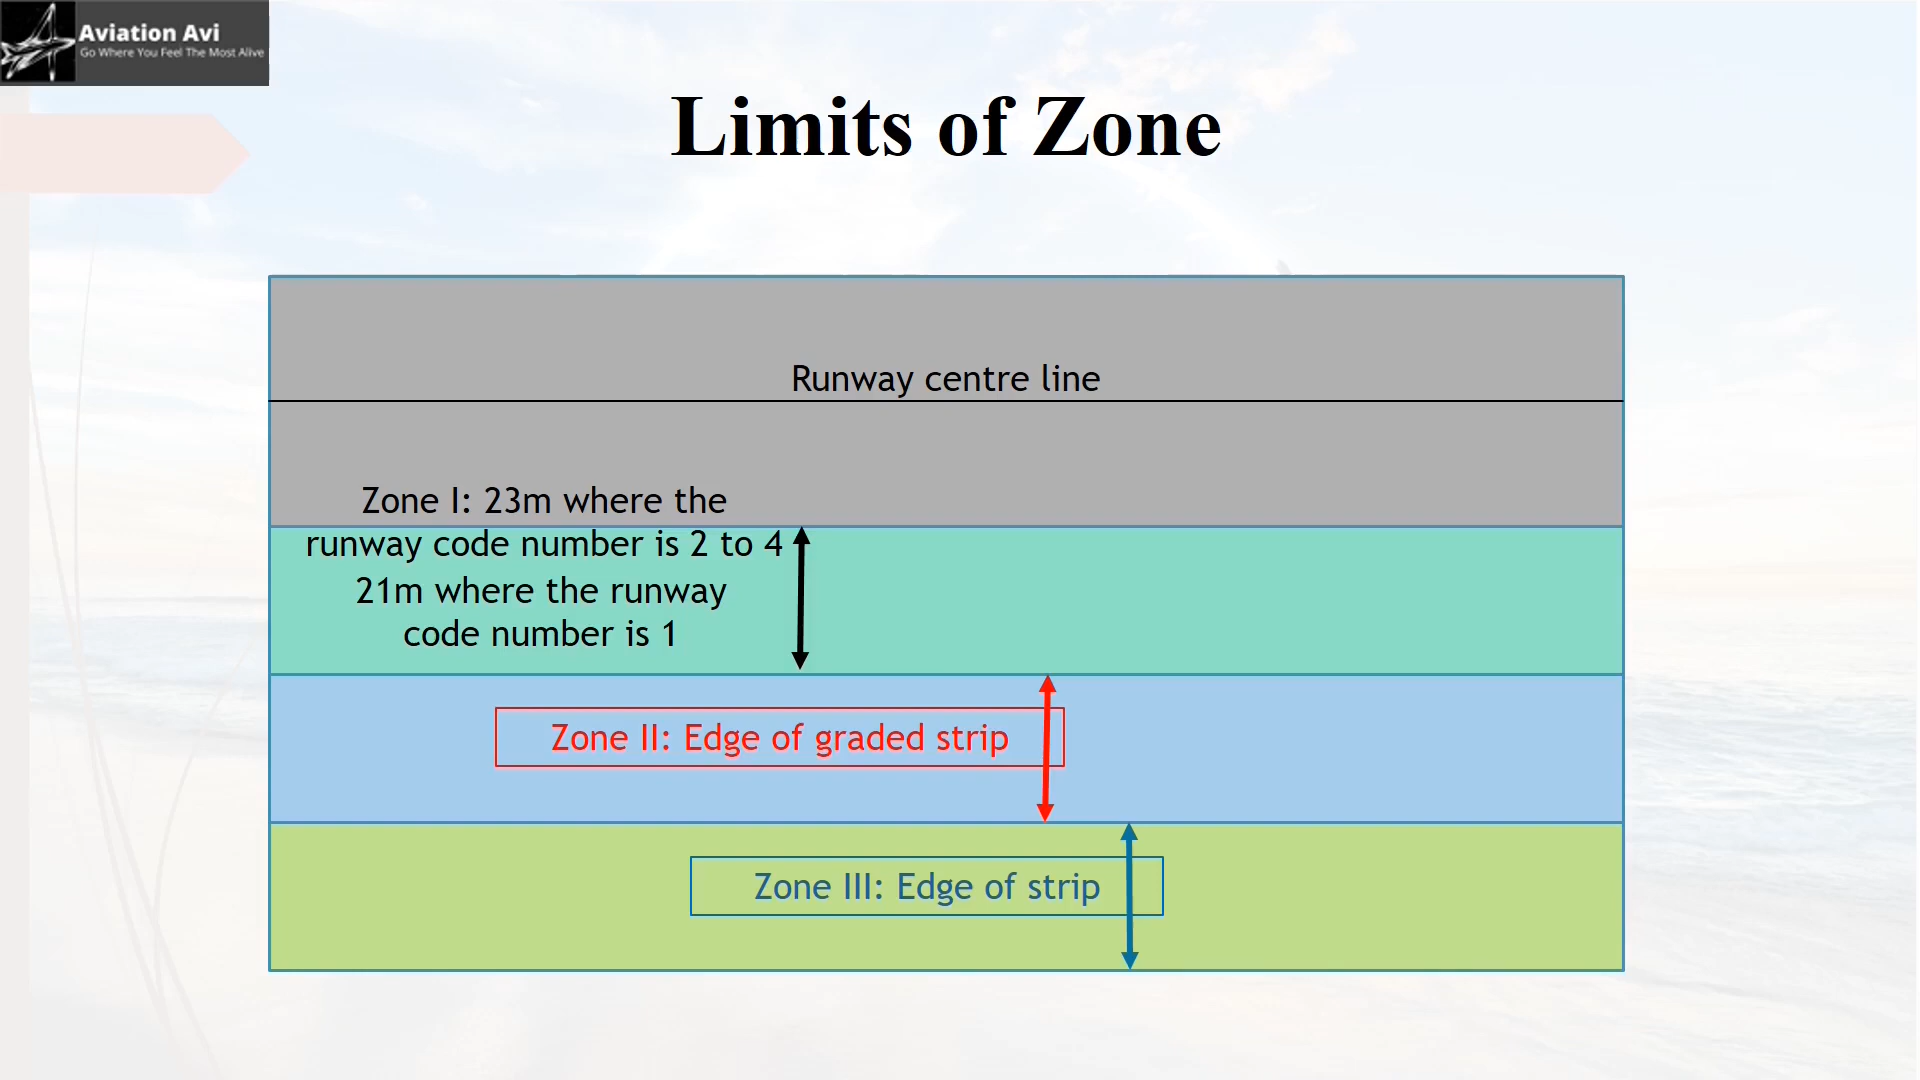 Aviation Avi
Go Where You Feel The Most Alive
Limits of Zone
Runway centre line
Zone I: 23m where the
runway code number is 2 to 4
21m where the runway
code number is 1
Zone II: Edge of graded strip
Zone III: Edge of strip